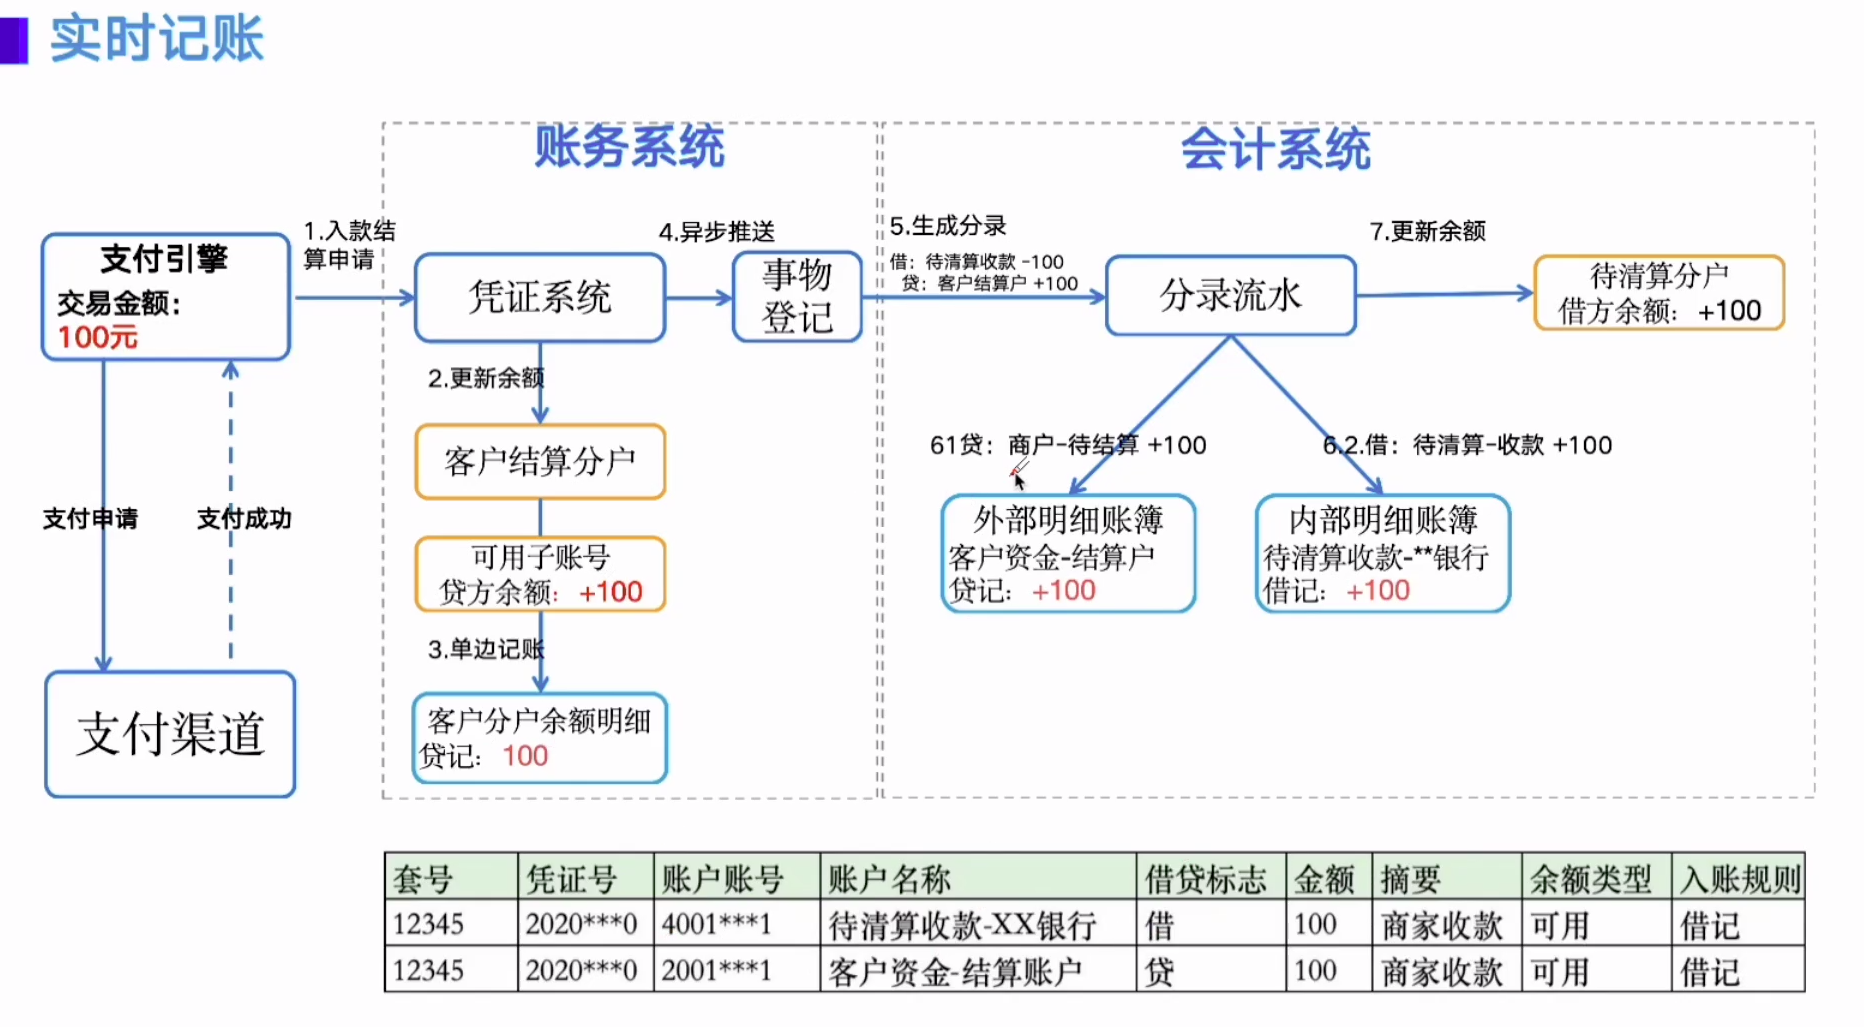 实时记账
账务系统
会计系统
支付引擎
交易金额：
100元
1.入款结
算申请
凭证系统
4.异步推送
事物
登记
5.生成分录
借：待清算收款 -100
贷：客户结算户 +100
分录流水
7.更新余额
待清算分户
借方余额： +100
2.更新余额
客户结算分户
可用子账号
贷方余额： +100
3.单边记账
客户分户余额明细
贷记： 100
61贷：商户-待结算 +100
6.2.借：待清算-收款 +100
外部明细账簿
客户资金-结算户
贷记： +100
内部明细账簿
待清算收款-**银行
借记： +100
支付申请
支付成功
支付渠道
套号 凭证号 账户账号 账户名称 借贷标志 金额 摘要 余额类型 入账规则
12345 2020***0 4001***1 待清算收款-XX银行 借 100 商家收款 可用 借记
12345 2020***0 2001***1 客户资金-结算账户 贷 100 商家收款 可用 借记